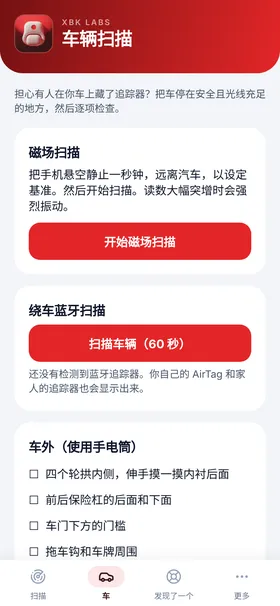 XBK LABS
车辆扫描
担心有人在你车上藏了追踪器？把车停在安全且光线充足
的地方，然后逐项检查。
磁场扫描
把手机悬空静止一秒钟，远离汽车，以设定
基准。然后开始扫描。读数大幅突增时会强
烈振动。
开始磁场扫描
绕车蓝牙扫描
扫描车辆（60 秒）
还没有检测到蓝牙追踪器。你自己的 AirTag 和家
人的追踪器也会显示出来。
车外（使用手电筒）
四个轮拱内侧，伸手摸一摸内衬后面
前后保险杠的后面和下面
车门下方的门槛
拖车钩和车牌周围
扫描
车
发现了一个
更多